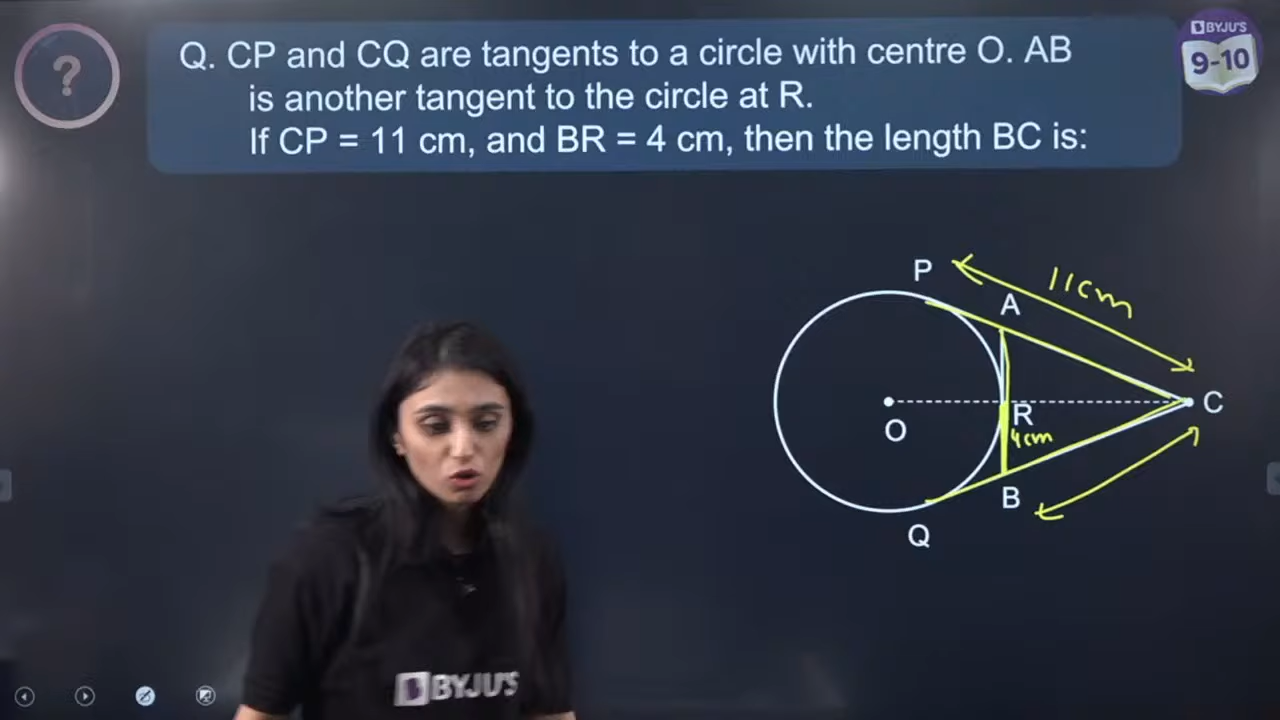 BYJU'S
9-10
?
Q. CP and CQ are tangents to a circle with centre O. AB
is another tangent to the circle at R.
If CP = 11 cm, and BR = 4 cm, then the length BC is:
P
11cm
A
O
R
C
4cm
B
Q
BYJU'S